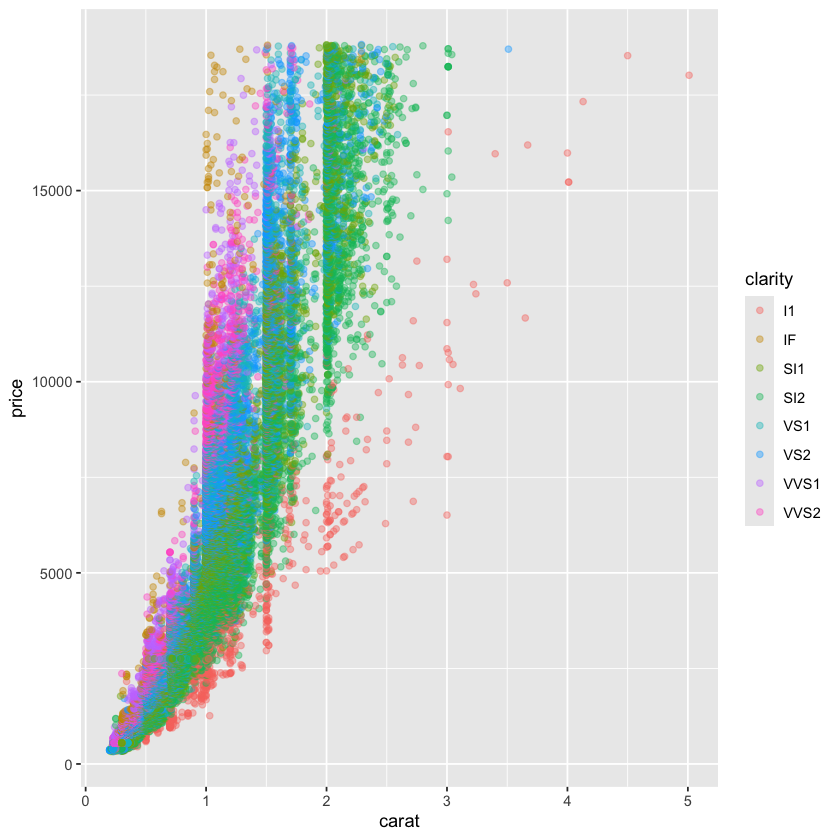 15000
10000
5000
0
0 1 2 3 4 5
carat
price
clarity
I1
IF
SI1
SI2
VS1
VS2
VVS1
VVS2